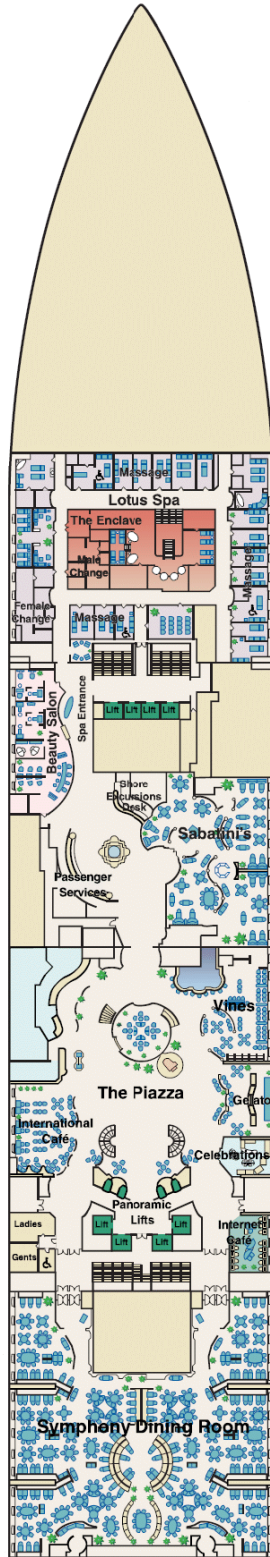 Massage
Lotus Spa
The Enclave
Male
Change
Massage
Female
Change
Massage
Spa Entrance
Lift
Lift
Lift
Lift
Beauty Salon
Shore
Excursions
Desk
Sabatini's
Passenger
Services
Vines
The Piazza
Gelato
International
Café
Celebrations
Panoramic
Lifts
Lift
Lift
Lift
Lift
Ladies
Internet
Café
Gents
Symphony Dining Room